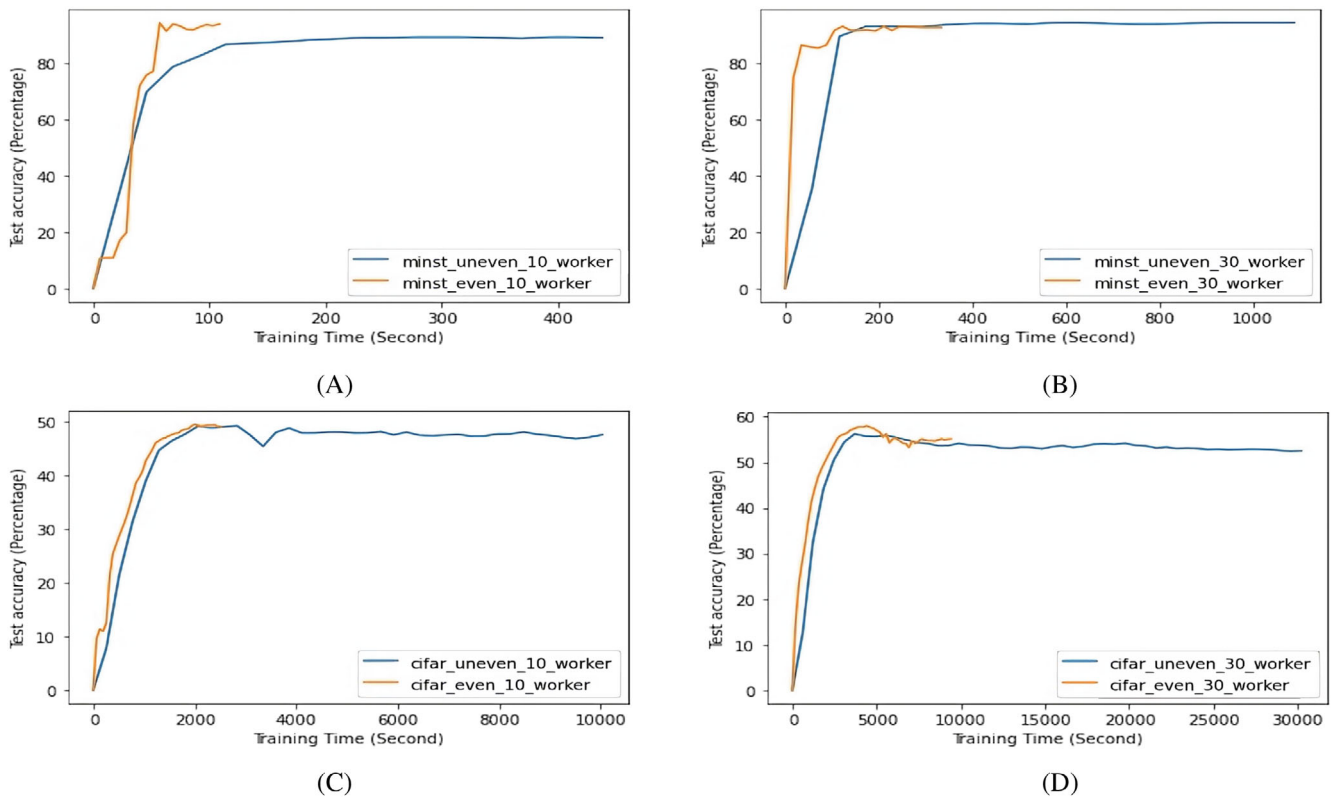 Test accuracy (Percentage)
80
60
40
20
0
minst_uneven_10_worker
minst_even_10_worker
0 100 200 300 400
Training Time (Second)
(A)
Test accuracy (Percentage)
80
60
40
20
0
minst_uneven_30_worker
minst_even_30_worker
0 200 400 600 800 1000
Training Time (Second)
(B)
Test accuracy (Percentage)
50
40
30
20
10
0
cifar_uneven_10_worker
cifar_even_10_worker
0 2000 4000 6000 8000 10000
Training Time (Second)
(C)
Test accuracy (Percentage)
60
50
40
30
20
10
0
cifar_uneven_30_worker
cifar_even_30_worker
0 5000 10000 15000 20000 25000 30000
Training Time (Second)
(D)